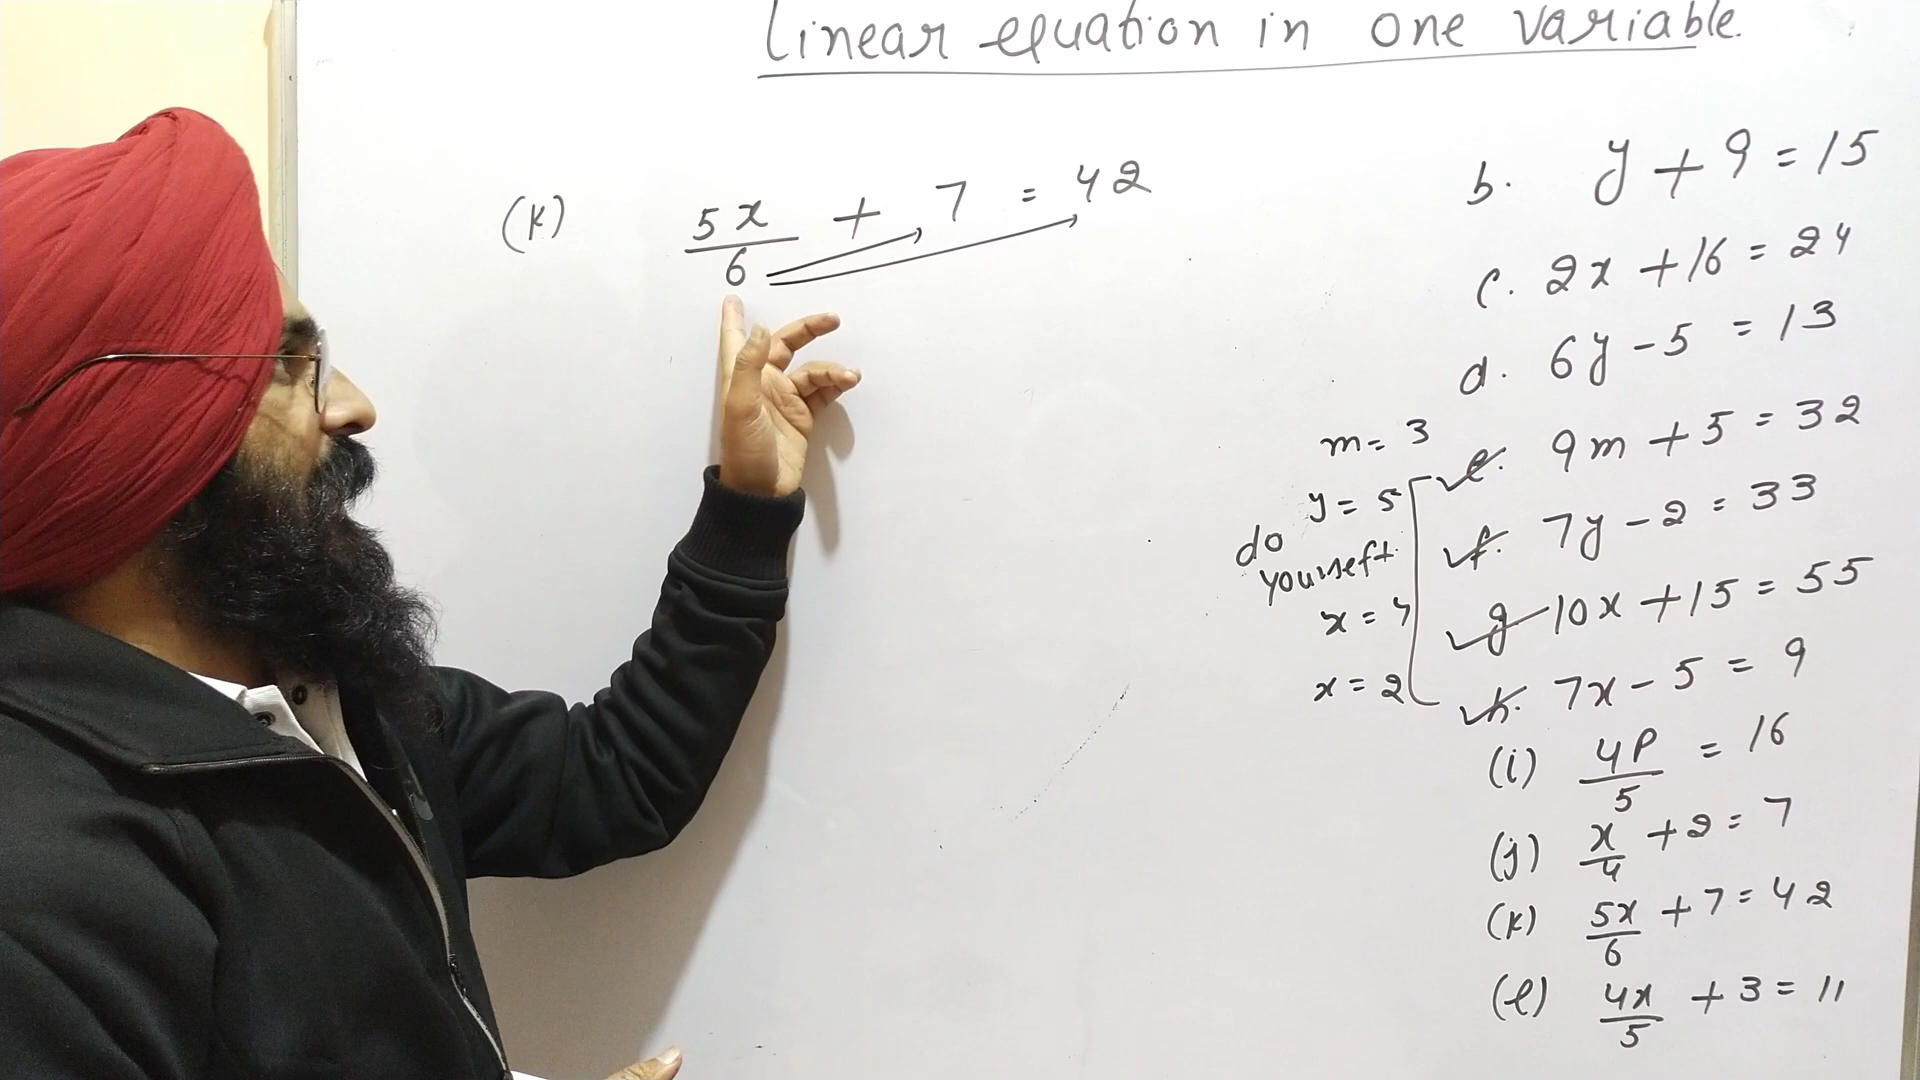 Linear equation in one variable.
(K) 5x/6 + 7 = 42
b. y + 9 = 15
c. 2x + 16 = 24
d. 6y - 5 = 13
m = 3
e. 9m + 5 = 32
y = 5
f. 7y - 2 = 33
do
yourself
x = 4
g 10x + 15 = 55
x = 2
h. 7x - 5 = 9
(i) 4P/5 = 16
(j) x/4 + 2 = 7
(K) 5x/6 + 7 = 42
(l) 4x/5 + 3 = 11